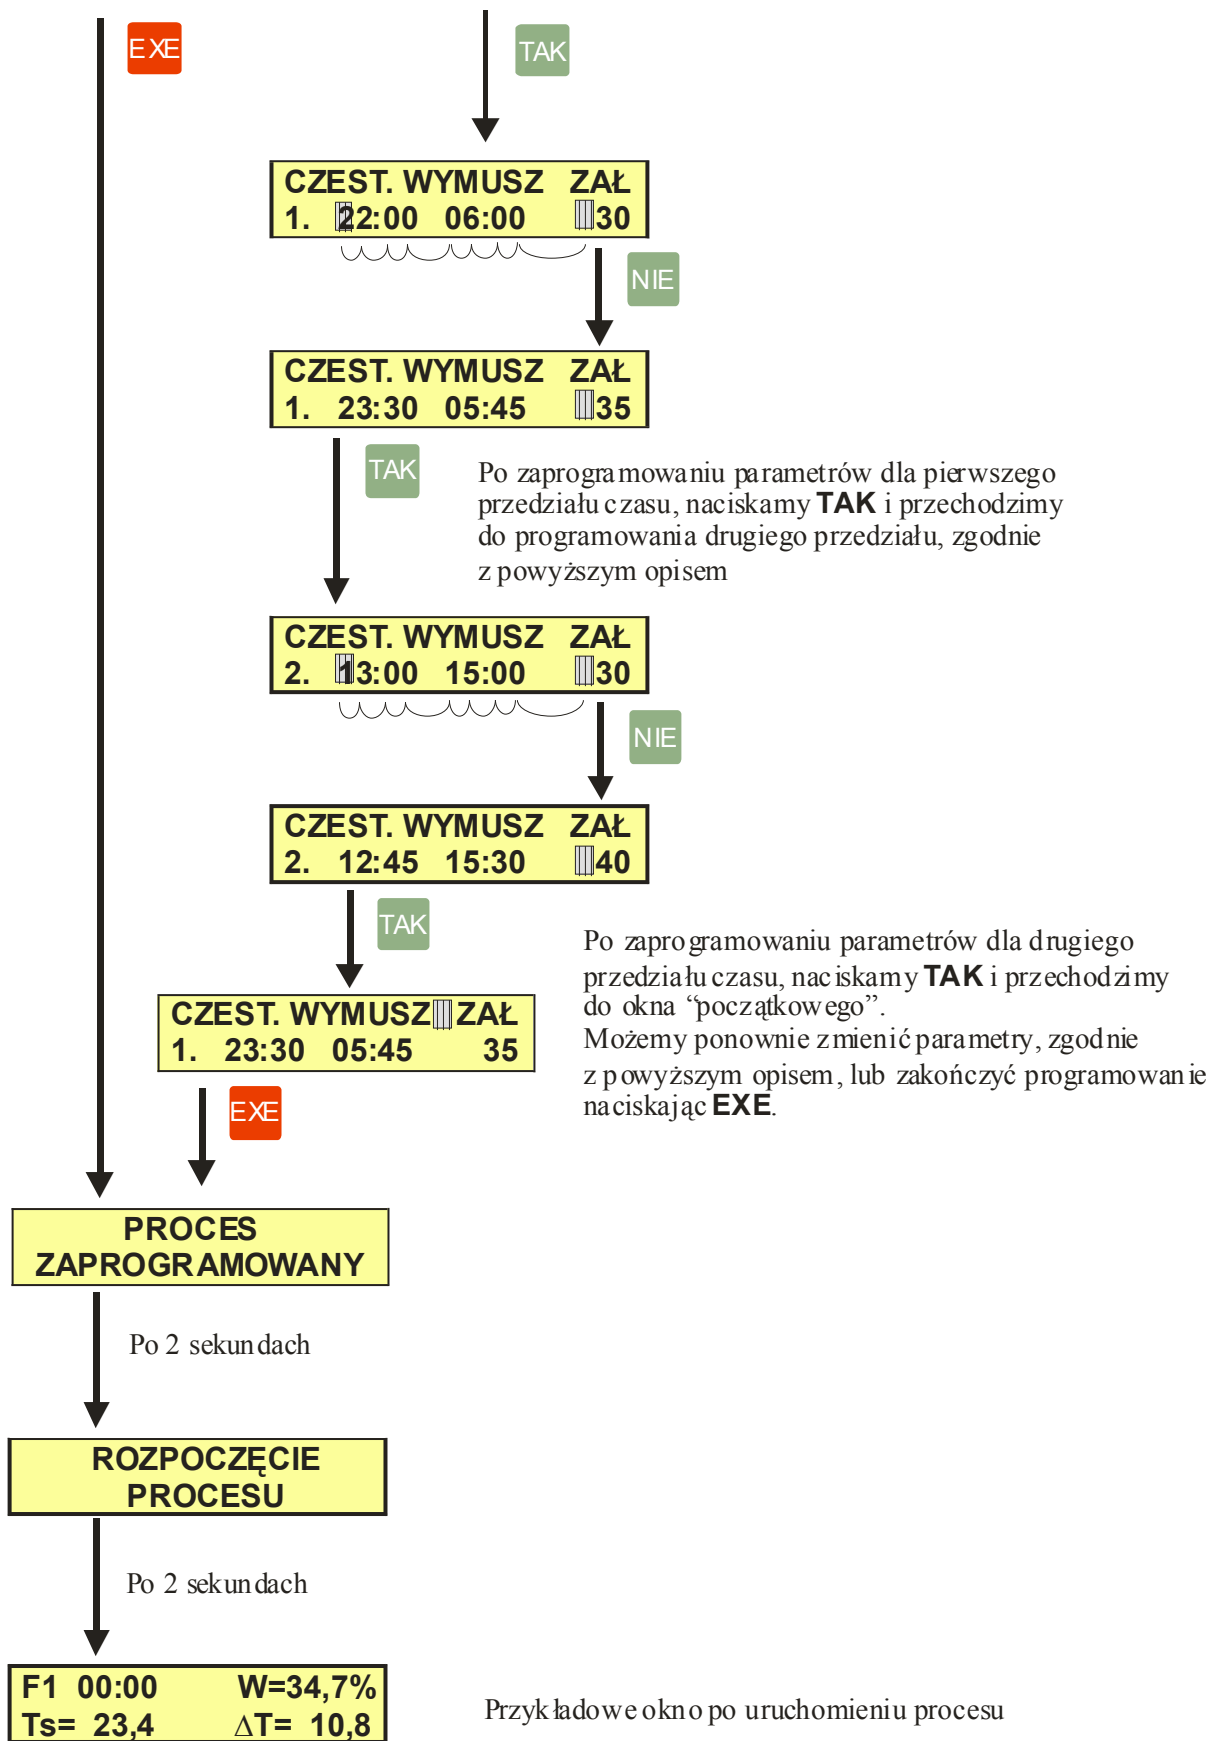 EXE
TAK
CZEST. WYMUSZ ZAŁ
1. 22:00 06:00 30
NIE
CZEST. WYMUSZ ZAŁ
1. 23:30 05:45 35
TAK
Po zaprogramowaniu parametrów dla pierwszego
przedziału czasu, naciskamy TAK i przechodzimy
do programowania drugiego przedziału, zgodnie
z powyższym opisem
CZEST. WYMUSZ ZAŁ
2. 13:00 15:00 30
NIE
CZEST. WYMUSZ ZAŁ
2. 12:45 15:30 40
TAK
Po zaprogramowaniu parametrów dla drugiego
przedziału czasu, naciskamy TAK i przechodzimy
do okna “początkowego”.
Możemy ponownie zmienić parametry, zgodnie
z powyższym opisem, lub zakończyć programowanie
naciskając EXE.
CZEST. WYMUSZ ZAŁ
1. 23:30 05:45 35
EXE
PROCES
ZAPROGRAMOWANY
Po 2 sekundach
ROZPOCZĘCIE
PROCESU
Po 2 sekundach
F1 00:00 W=34,7%
Ts= 23,4 ΔT= 10,8
Przykładowe okno po uruchomieniu procesu